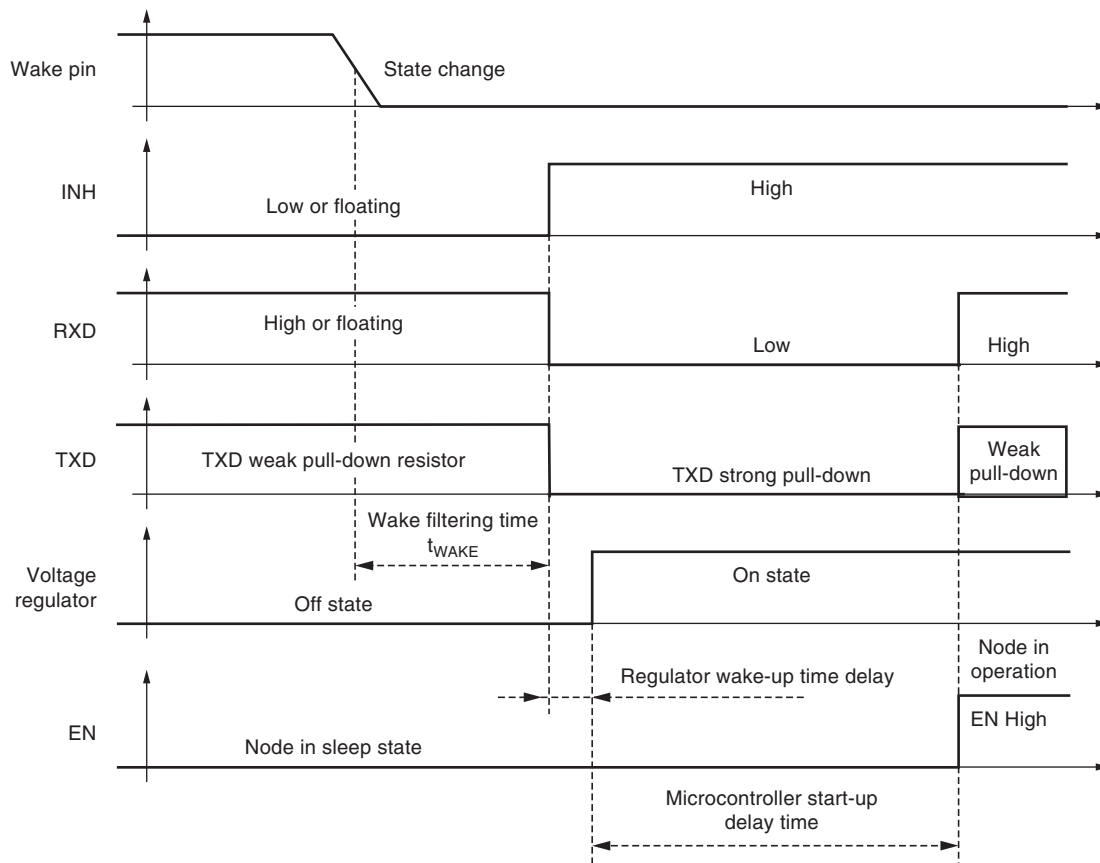 Wake pin
State change
INH
Low or floating
High
RXD
High or floating
Low
High
TXD
TXD weak pull-down resistor
TXD strong pull-down
Weak
pull-down
Wake filtering time
tWAKE
Voltage
regulator
Off state
On state
Regulator wake-up time delay
Node in
operation
EN
Node in sleep state
EN High
Microcontroller start-up
delay time